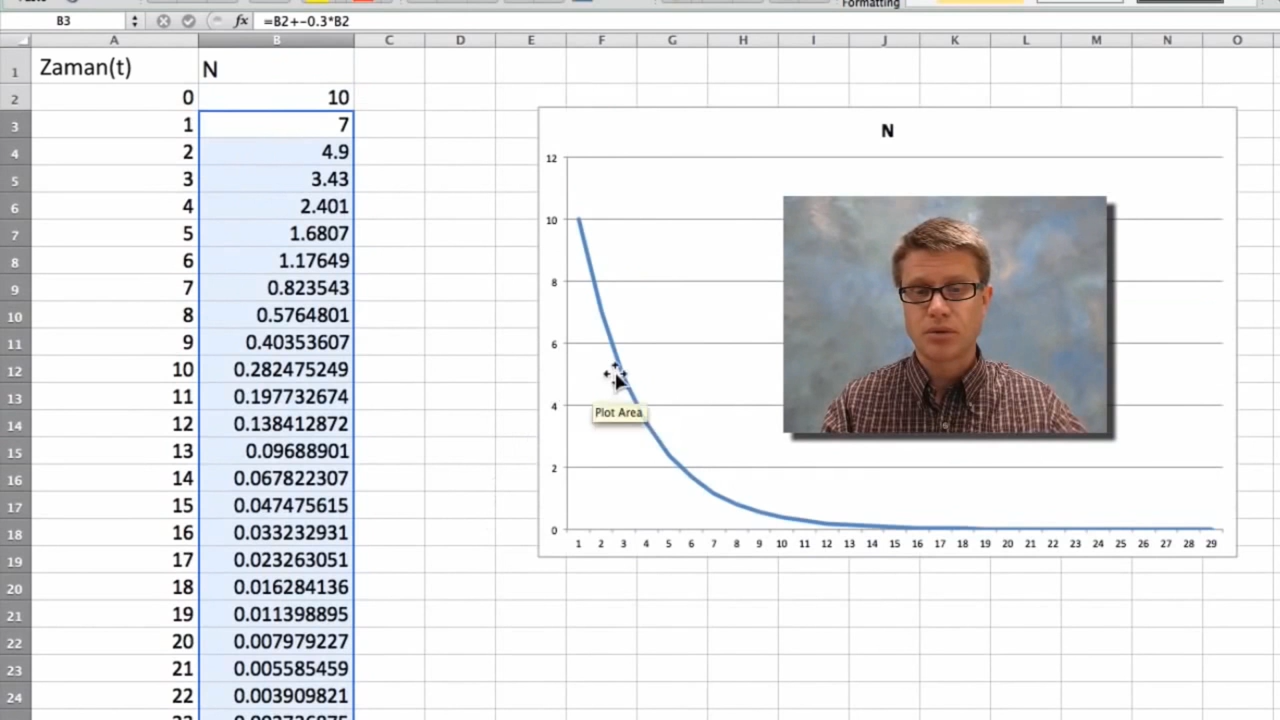 Formatting
B3 fx =B2+-0.3*B2
A B C D E F G H I J K L M N O
1 Zaman(t) N
2 0 10
3 1 7
4 2 4.9
5 3 3.43
6 4 2.401
7 5 1.6807
8 6 1.17649
9 7 0.823543
10 8 0.5764801
11 9 0.40353607
12 10 0.282475249
13 11 0.197732674
14 12 0.138412872
15 13 0.09688901
16 14 0.067822307
17 15 0.047475615
18 16 0.033232931
19 17 0.023263051
20 18 0.016284136
21 19 0.011398895
22 20 0.007979227
23 21 0.005585459
24 22 0.003909821
N
12
10
8
6
4
2
0
1 2 3 4 5 6 7 8 9 10 11 12 13 14 15 16 17 18 19 20 21 22 23 24 25 26 27 28 29
Plot Area